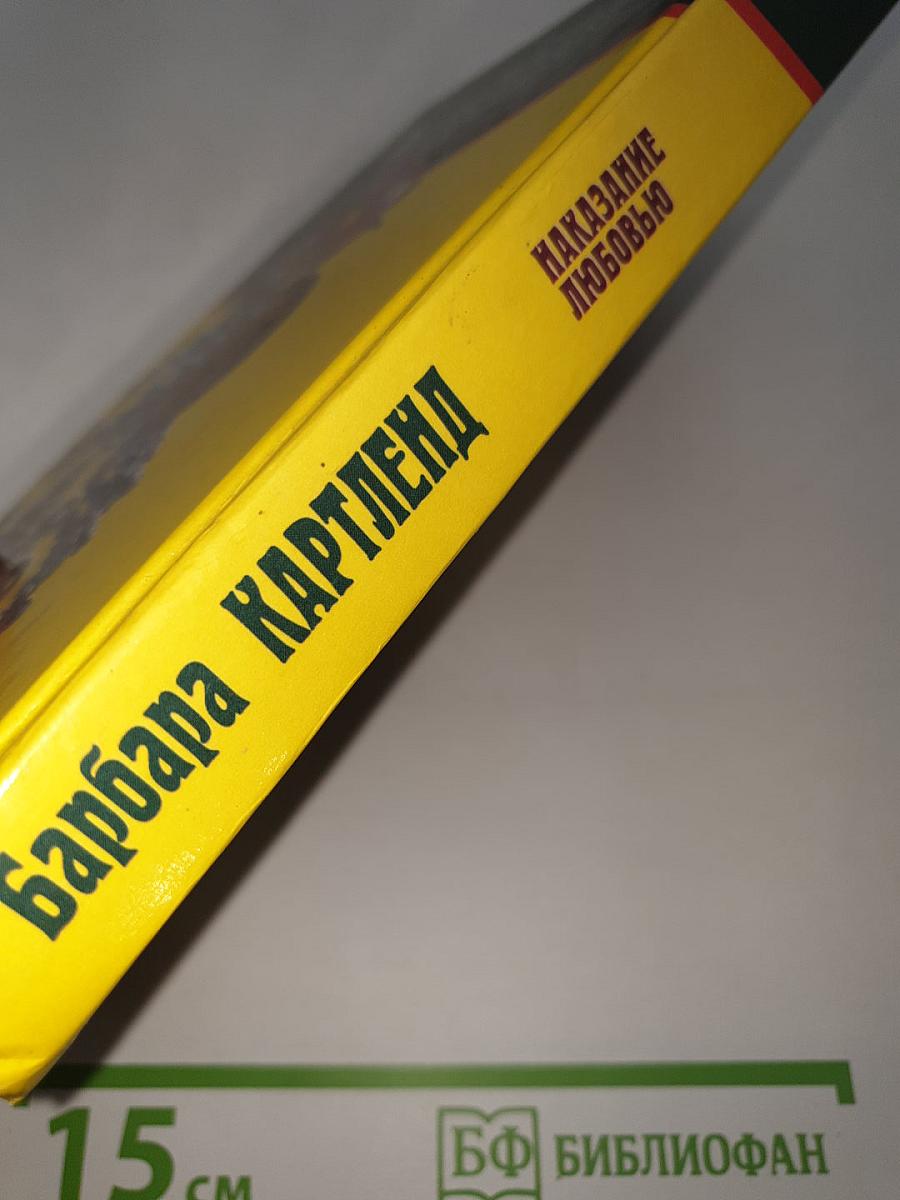 Барбара КАРТЛЕНД
НАКАЗАНИЕ
ЛЮБОВЬЮ
15 см
БФ БИБЛИОФАН